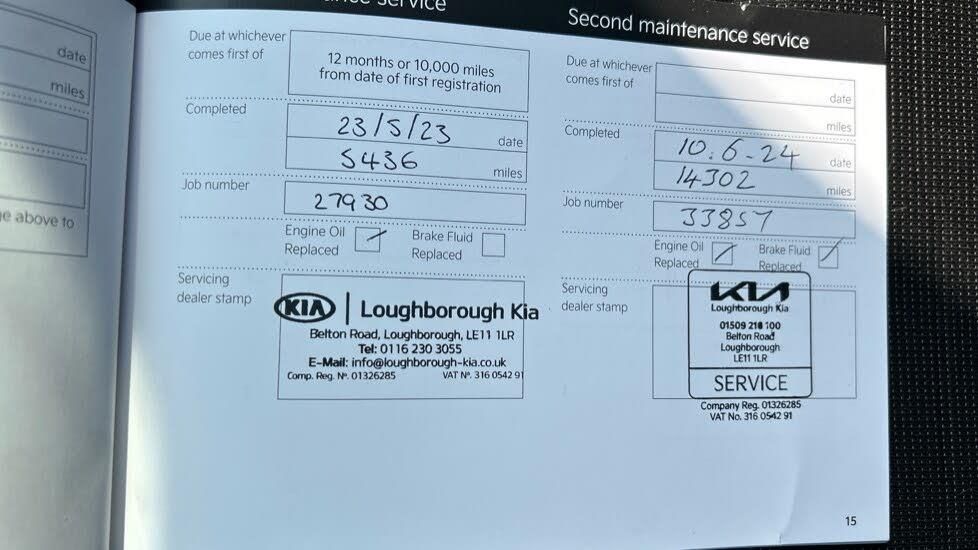 date
miles
ge above to
Service
Due at whichever
comes first of
12 months or 10,000 miles
from date of first registration
Completed
23/5/23
date
5436
miles
Job number
27930
Engine Oil
Replaced
Brake Fluid
Replaced
Servicing
dealer stamp
KIA | Loughborough Kia
Belton Road, Loughborough, LE11 1LR
Tel: 0116 230 3055
E-Mail: info@loughborough-kia.co.uk
Comp. Reg. Nº. 01326285
VAT Nº. 316 0542 91
Second maintenance service
Due at whichever
comes first of
date
miles
Completed
10.6-24
date
14302
miles
Job number
33857
Engine Oil
Replaced
Brake Fluid
Replaced
Servicing
dealer stamp
KIA
Loughborough Kia
01509 210 100
Belton Road
Loughborough
LE11 1LR
SERVICE
Company Reg. 01326285
VAT No. 316 0542 91
15